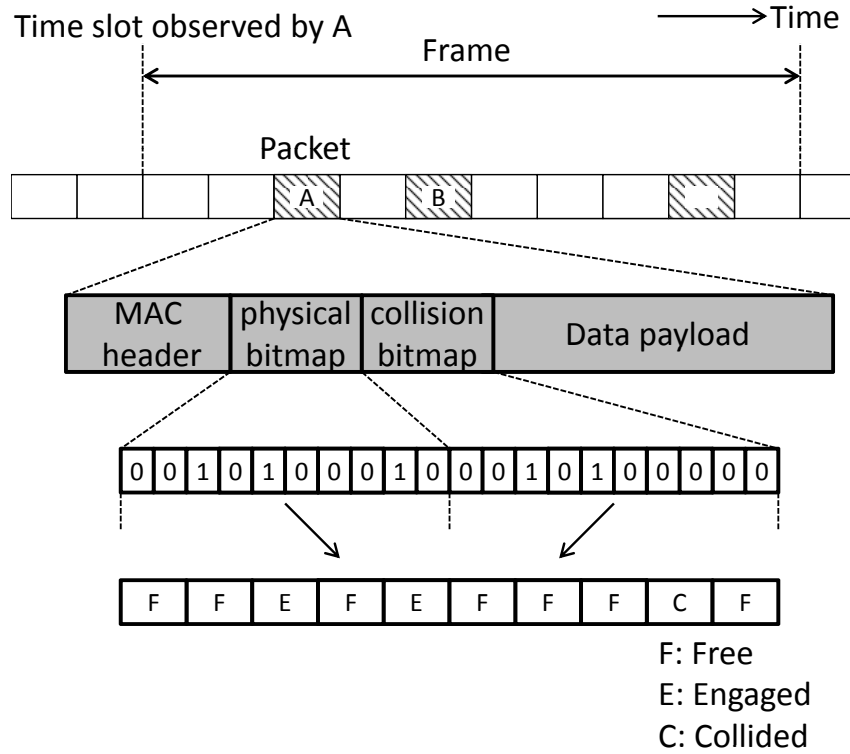 Time slot observed by A
Time
Frame
Packet
A
B
MAC header
physical bitmap
collision bitmap
Data payload
0 0 1 0 1 0 0 0 1 0 0 0 1 0 1 0 0 0 0 0
F F E F E F F F C F
F: Free
E: Engaged
C: Collided